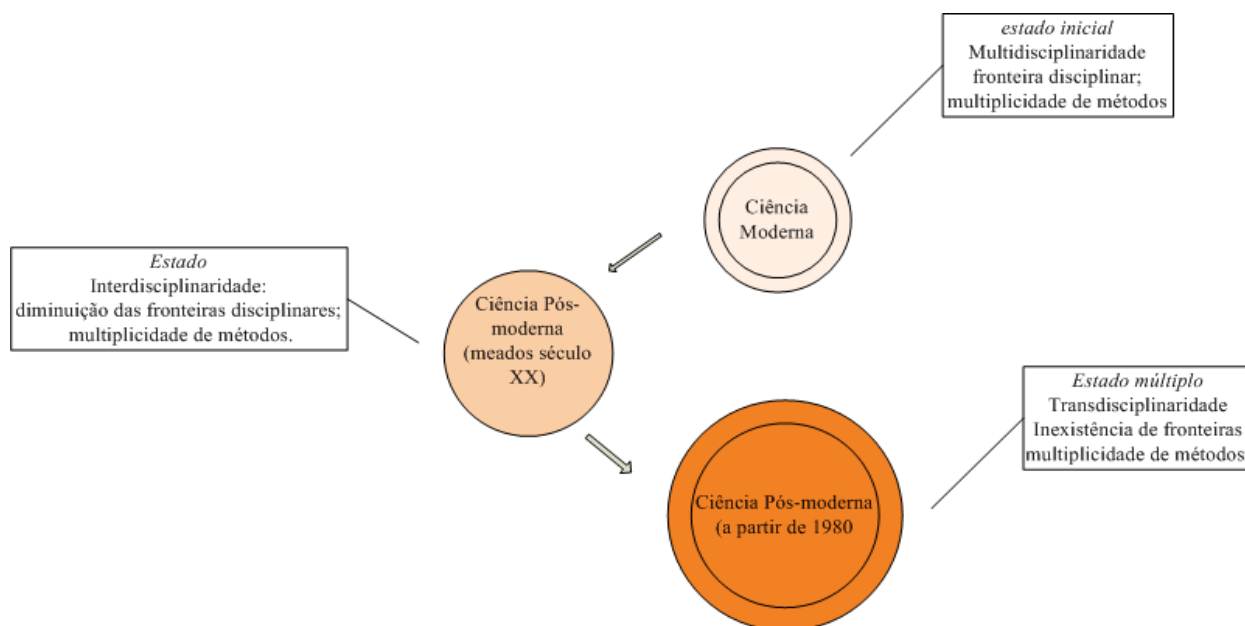 estado inicial
Multidisciplinaridade
fronteira disciplinar;
multiplicidade de métodos
Ciência
Moderna
Estado
Interdisciplinaridade:
diminuição das fronteiras disciplinares;
multiplicidade de métodos.
Ciência Pós-
moderna
(meados século
XX)
Estado múltiplo
Transdisciplinaridade
Inexistência de fronteiras
multiplicidade de métodos
Ciência Pós-moderna
(a partir de 1980